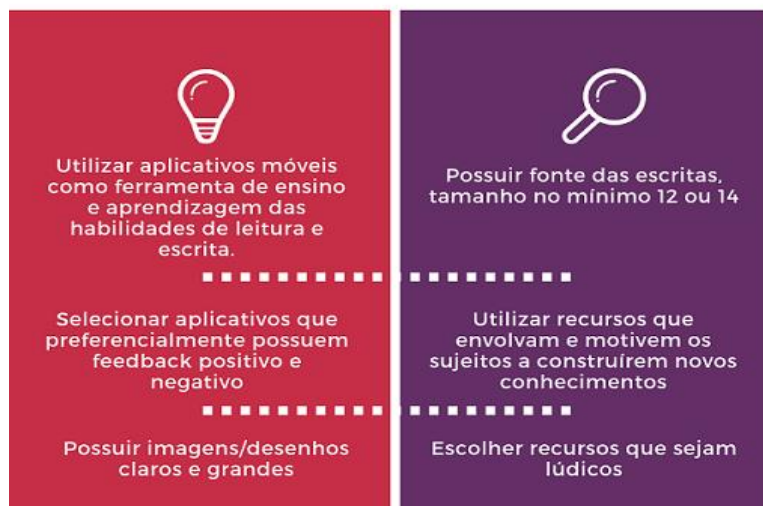 Utilizar aplicativos móveis
como ferramenta de ensino
e aprendizagem das
habilidades de leitura e
escrita.
Selecionar aplicativos que
preferencialmente possuem
feedback positivo e
negativo
Possuir imagens/desenhos
claros e grandes
Possuir fonte das escritas,
tamanho no mínimo 12 ou 14
Utilizar recursos que
envolvam e motivem os
sujeitos a construírem novos
conhecimentos
Escolher recursos que sejam
lúdicos